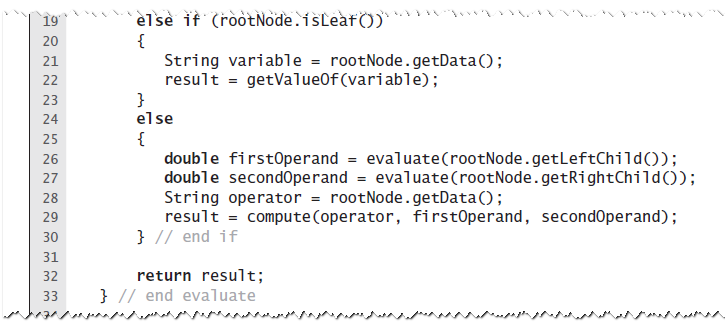 19 else if (rootNode.isLeaf())
20 {
21 String variable = rootNode.getData();
22 result = getValueOf(variable);
23 }
24 else
25 {
26 double firstOperand = evaluate(rootNode.getLeftChild());
27 double secondOperand = evaluate(rootNode.getRightChild());
28 String operator = rootNode.getData();
29 result = compute(operator, firstOperand, secondOperand);
30 } // end if
31
32 return result;
33 } // end evaluate